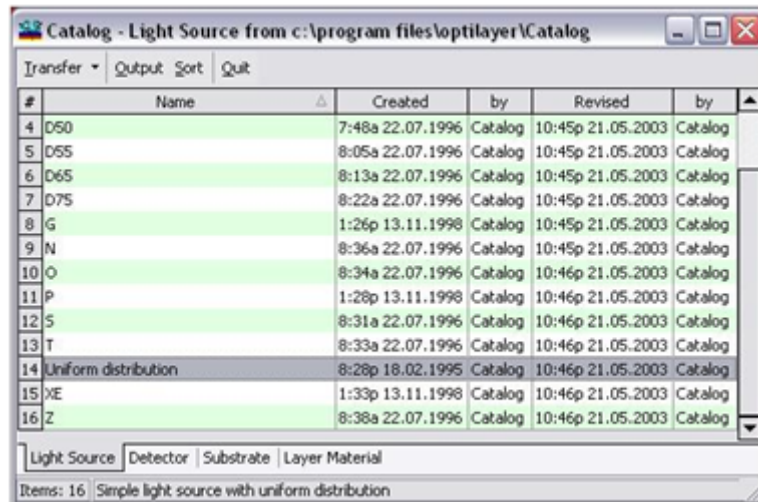 Catalog - Light Source from c:\program files\optilayer\Catalog
Transfer Output Sort Quit
# Name Created by Revised by
4 D50 7:48a 22.07.1996 Catalog 10:45p 21.05.2003 Catalog
5 D55 8:05a 22.07.1996 Catalog 10:45p 21.05.2003 Catalog
6 D65 8:13a 22.07.1996 Catalog 10:45p 21.05.2003 Catalog
7 D75 8:22a 22.07.1996 Catalog 10:45p 21.05.2003 Catalog
8 G 1:26p 13.11.1998 Catalog 10:45p 21.05.2003 Catalog
9 N 8:36a 22.07.1996 Catalog 10:45p 21.05.2003 Catalog
10 O 8:34a 22.07.1996 Catalog 10:46p 21.05.2003 Catalog
11 P 1:28p 13.11.1998 Catalog 10:46p 21.05.2003 Catalog
12 S 8:31a 22.07.1996 Catalog 10:46p 21.05.2003 Catalog
13 T 8:33a 22.07.1996 Catalog 10:46p 21.05.2003 Catalog
14 Uniform distribution 8:28p 18.02.1995 Catalog 10:46p 21.05.2003 Catalog
15 XE 1:33p 13.11.1998 Catalog 10:46p 21.05.2003 Catalog
16 Z 8:38a 22.07.1996 Catalog 10:46p 21.05.2003 Catalog
Light Source Detector Substrate Layer Material
Items: 16 Simple light source with uniform distribution